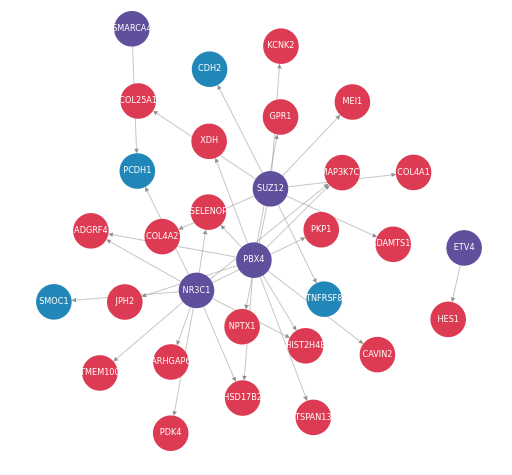 SMARCA4
KCNK2
CDH2
COL25A1
MEI1
GPR1
XDH
PCDH1
MAP3K7C
COL4A1
SUZ12
SELENOP
ADGRF4
COL4A2
PKP1
ADAMTS1
ETV4
PBX4
NR3C1
SMOC1
JPH2
TNFRSF8
HES1
NPTX1
HIST2H4B
CAVIN2
ARHGAP6
TMEM100
HSD17B2
TSPAN13
PDK4